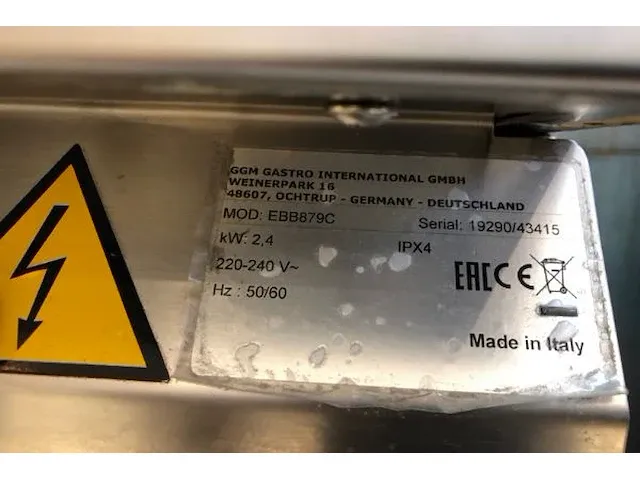 GGM GASTRO INTERNATIONAL GMBH
WEINERPARK 16
48607, OCHTRUP - GERMANY - DEUTSCHLAND
MOD: EBB879C Serial: 19290/43415
kW: 2,4 IPX4
220-240 V~
Hz : 50/60
EAC CE
Made in Italy